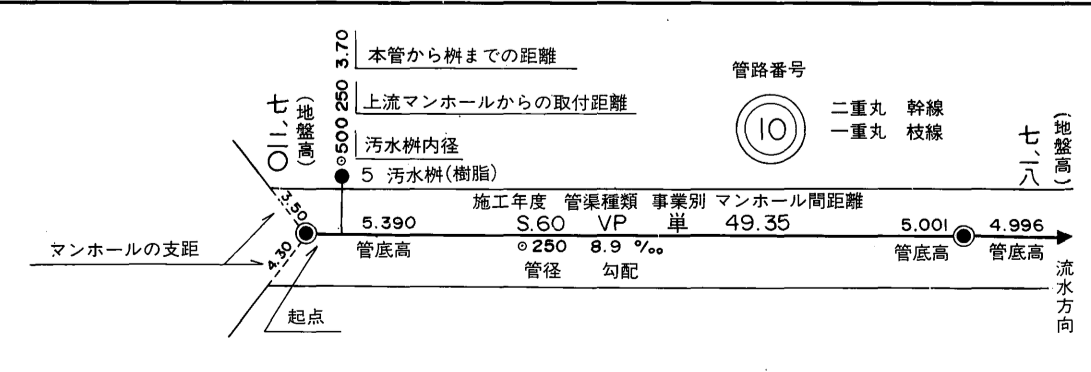 3.70 本管から桝までの距離
250 上流マンホールからの取付距離
⊙500 汚水桝内径
5 汚水桝(樹脂)
管路番号
10
二重丸 幹線
一重丸 枝線
七、〇一
(地盤高)
七、一八
(地盤高)
施工年度 管渠種類 事業別 マンホール間距離
5.390 S.60 VP 単 49.35 5.001 4.996
管底高 ⊙250 8.9 ‰ 管底高 管底高
管径 勾配
3.50
4.30
マンホールの支距
起点
流水方向